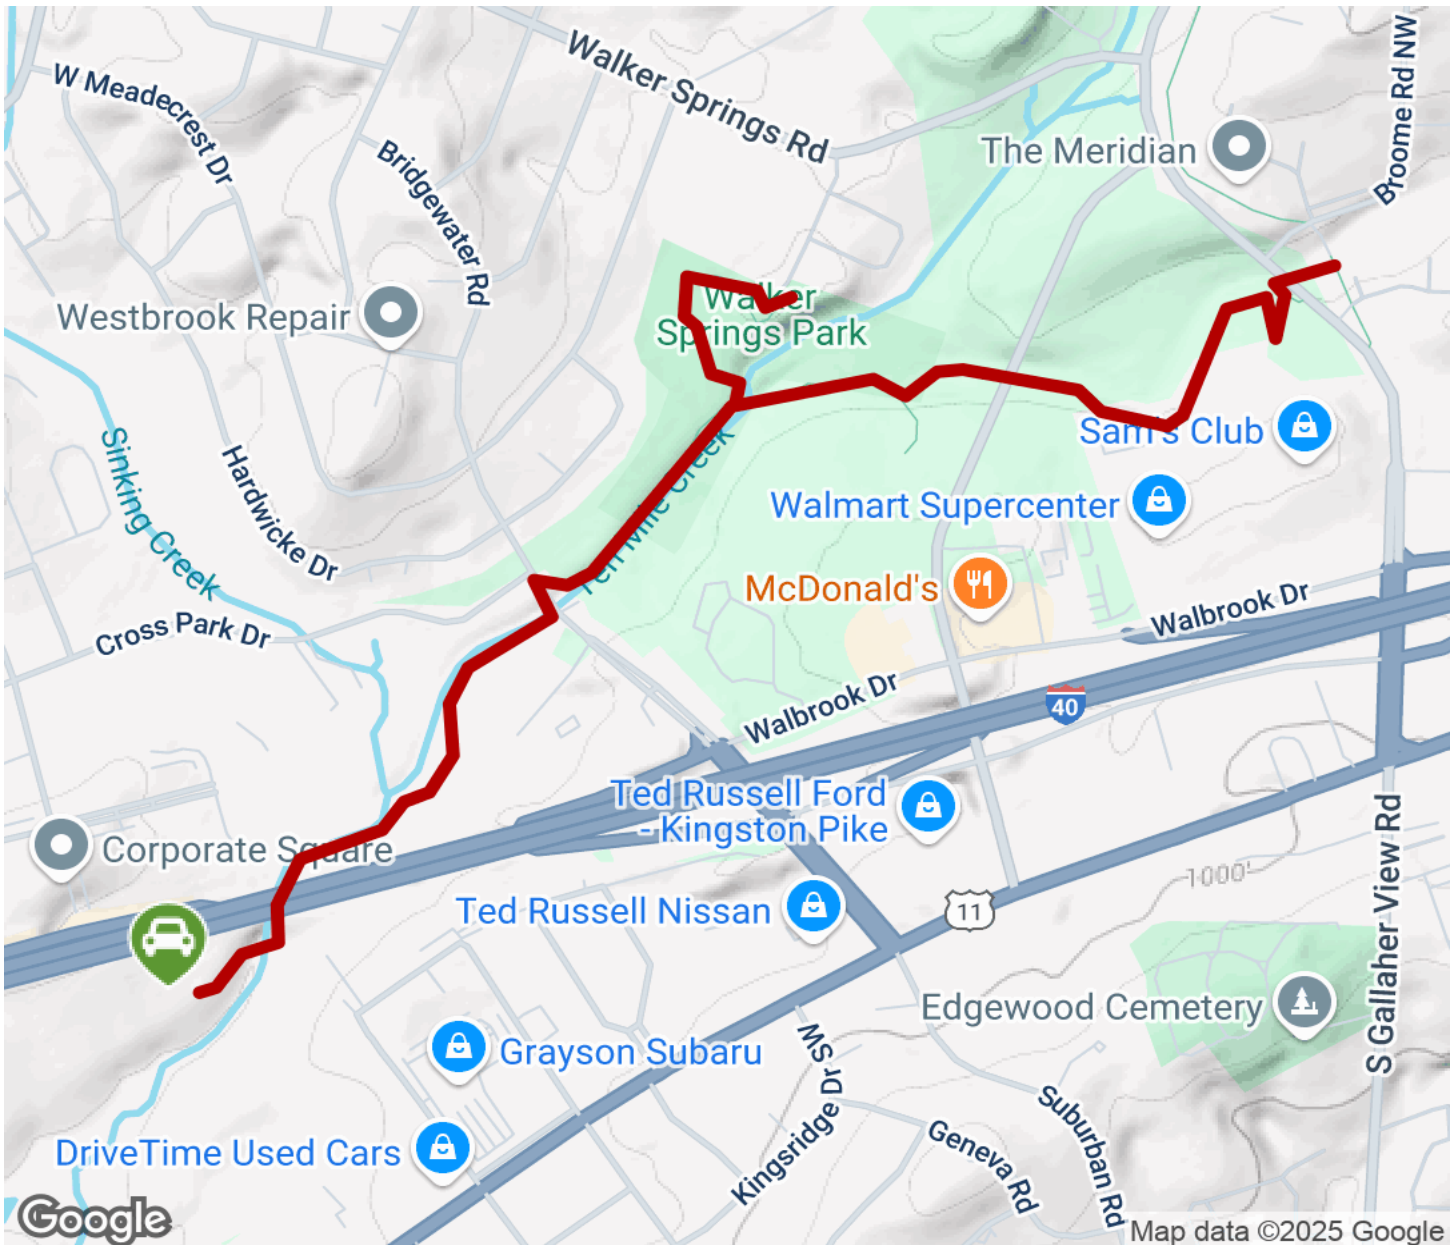 Walker Springs Rd
Broome Rd NW
W Meadecrest Dr
The Meridian
Bridgewater Rd
Westbrook Repair
Walker
Springs Park
Sinking Creek
Hardwicke Dr
Ten Mile Creek
Sam's Club
Walmart Supercenter
McDonald's
Walbrook Dr
Cross Park Dr
Walbrook Dr
40
Ted Russell Ford
- Kingston Pike
Corporate Square
S Gallaher View Rd
1000'
Ted Russell Nissan
11
Edgewood Cemetery
Grayson Subaru
Kingsridge Dr SW
Suburban Rd
Geneva Rd
DriveTime Used Cars
Google
Map data ©2025 Google